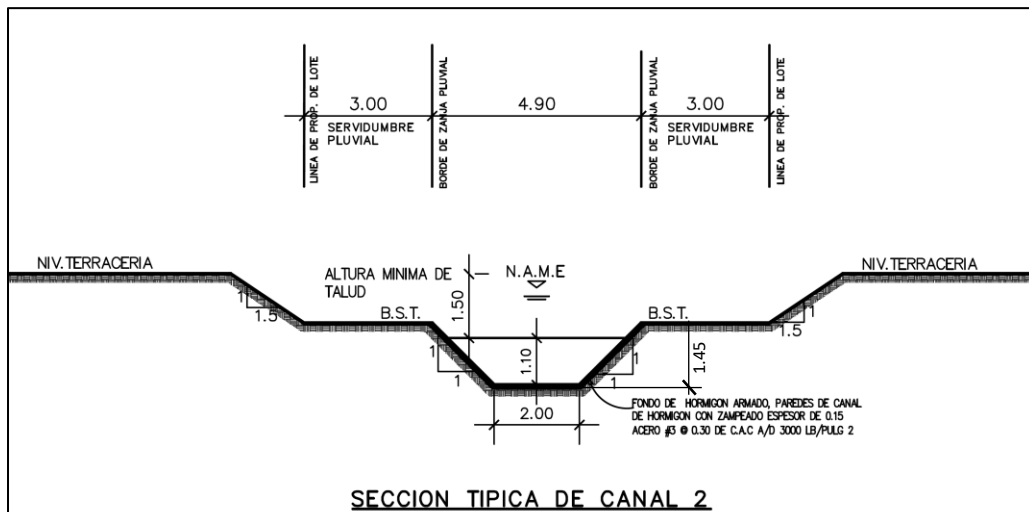 LINEA DE PROP. DE LOTE
3.00
SERVIDUMBRE
PLUVIAL
BORDE DE ZANJA PLUVIAL
4.90
BORDE DE ZANJA PLUVIAL
3.00
SERVIDUMBRE
PLUVIAL
LINEA DE PROP. DE LOTE
NIV.TERRACERIA
ALTURA MINIMA DE
TALUD
N.A.M.E
NIV.TERRACERIA
1
1.5
B.S.T.
1.50
B.S.T.
1
1.5
1
1
1.10
1
1
1.45
2.00
FONDO DE HORMIGON ARMADO, PAREDES DE CANAL
DE HORMIGON CON ZAMPEADO ESPESOR DE 0.15
ACERO #3 @ 0.30 DE C.A.C A/D 3000 LB/PULG 2
SECCION TIPICA DE CANAL 2